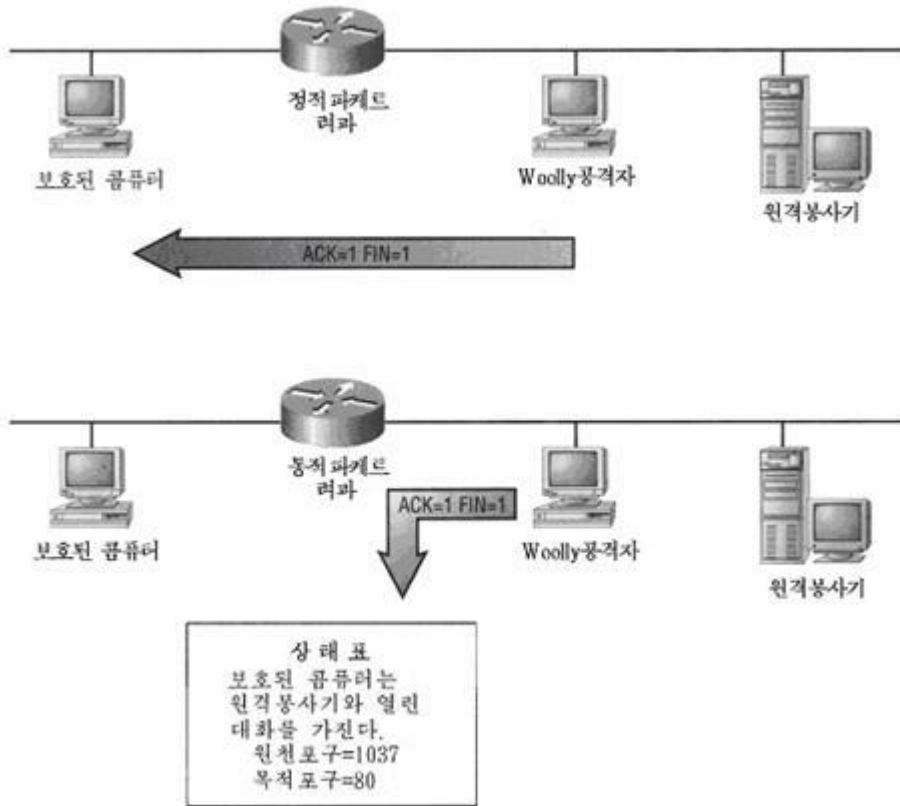 정적파케트
려과
보호된 콤퓨터
Woolly공격자
원격봉사기
ACK=1 FIN=1
동적파케트
려과
ACK=1 FIN=1
보호된 콤퓨터
Woolly공격자
원격봉사기
상태표
보호된 콤퓨터는
원격봉사기와 열린
대화를 가진다.
원천포구=1037
목적포구=80